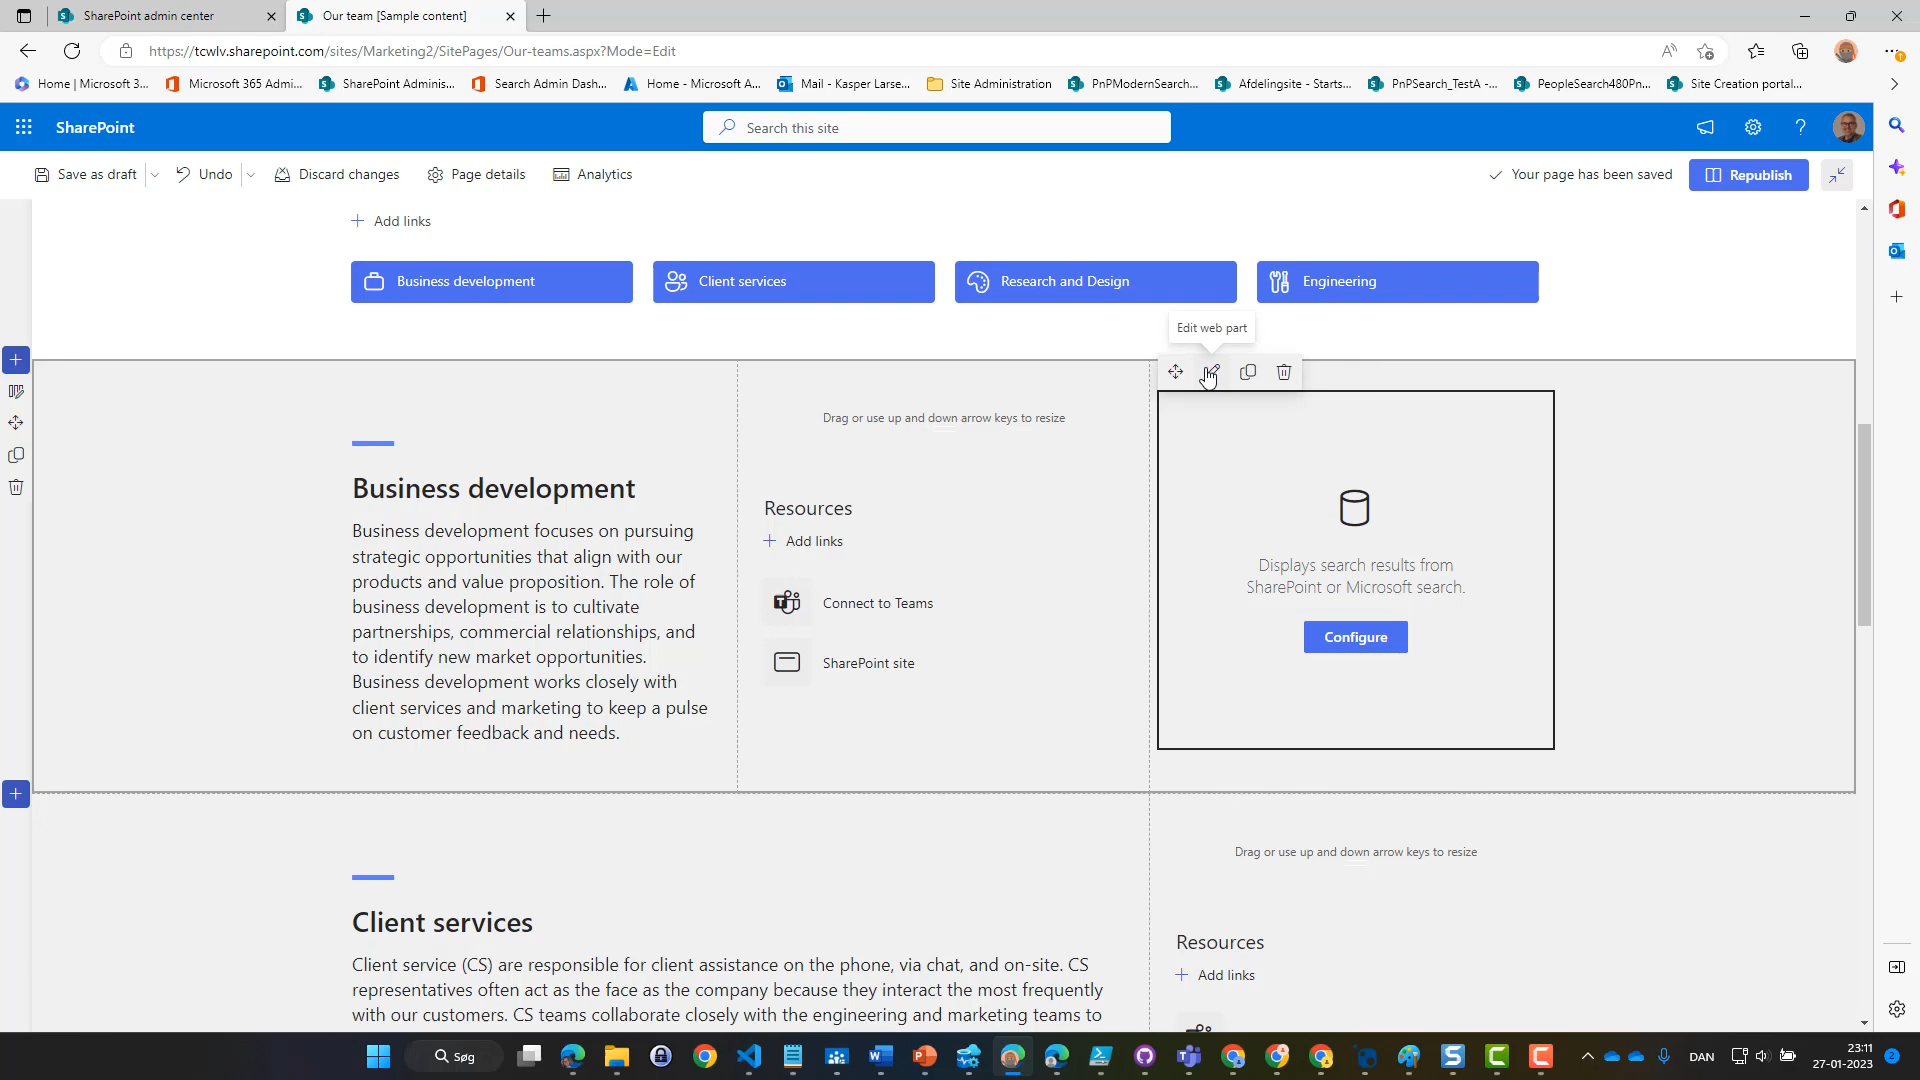 SharePoint admin center
Our team [Sample content]
https://tcwlv.sharepoint.com/sites/Marketing2/SitePages/Our-teams.aspx?Mode=Edit
Home | Microsoft 3...
Microsoft 365 Admi...
SharePoint Adminis...
Search Admin Dash...
Home - Microsoft A...
Mail - Kasper Larse...
Site Administration
PnPModernSearch...
Afdelingsite - Starts...
PnPSearch_TestA -...
PeopleSearch480Pn...
Site Creation portal...
SharePoint
Search this site
Save as draft
Undo
Discard changes
Page details
Analytics
Your page has been saved
Republish
Add links
Business development
Client services
Research and Design
Engineering
Edit web part
Drag or use up and down arrow keys to resize
Business development
Business development focuses on pursuing
strategic opportunities that align with our
products and value proposition. The role of
business development is to cultivate
partnerships, commercial relationships, and
to identify new market opportunities.
Business development works closely with
client services and marketing to keep a pulse
on customer feedback and needs.
Resources
Add links
Connect to Teams
SharePoint site
Displays search results from
SharePoint or Microsoft search.
Configure
Drag or use up and down arrow keys to resize
Client services
Client service (CS) are responsible for client assistance on the phone, via chat, and on-site. CS
representatives often act as the face as the company because they interact the most frequently
with our customers. CS teams collaborate closely with the engineering and marketing teams to
Resources
Add links
Søg
DAN
23:11
27-01-2023
2